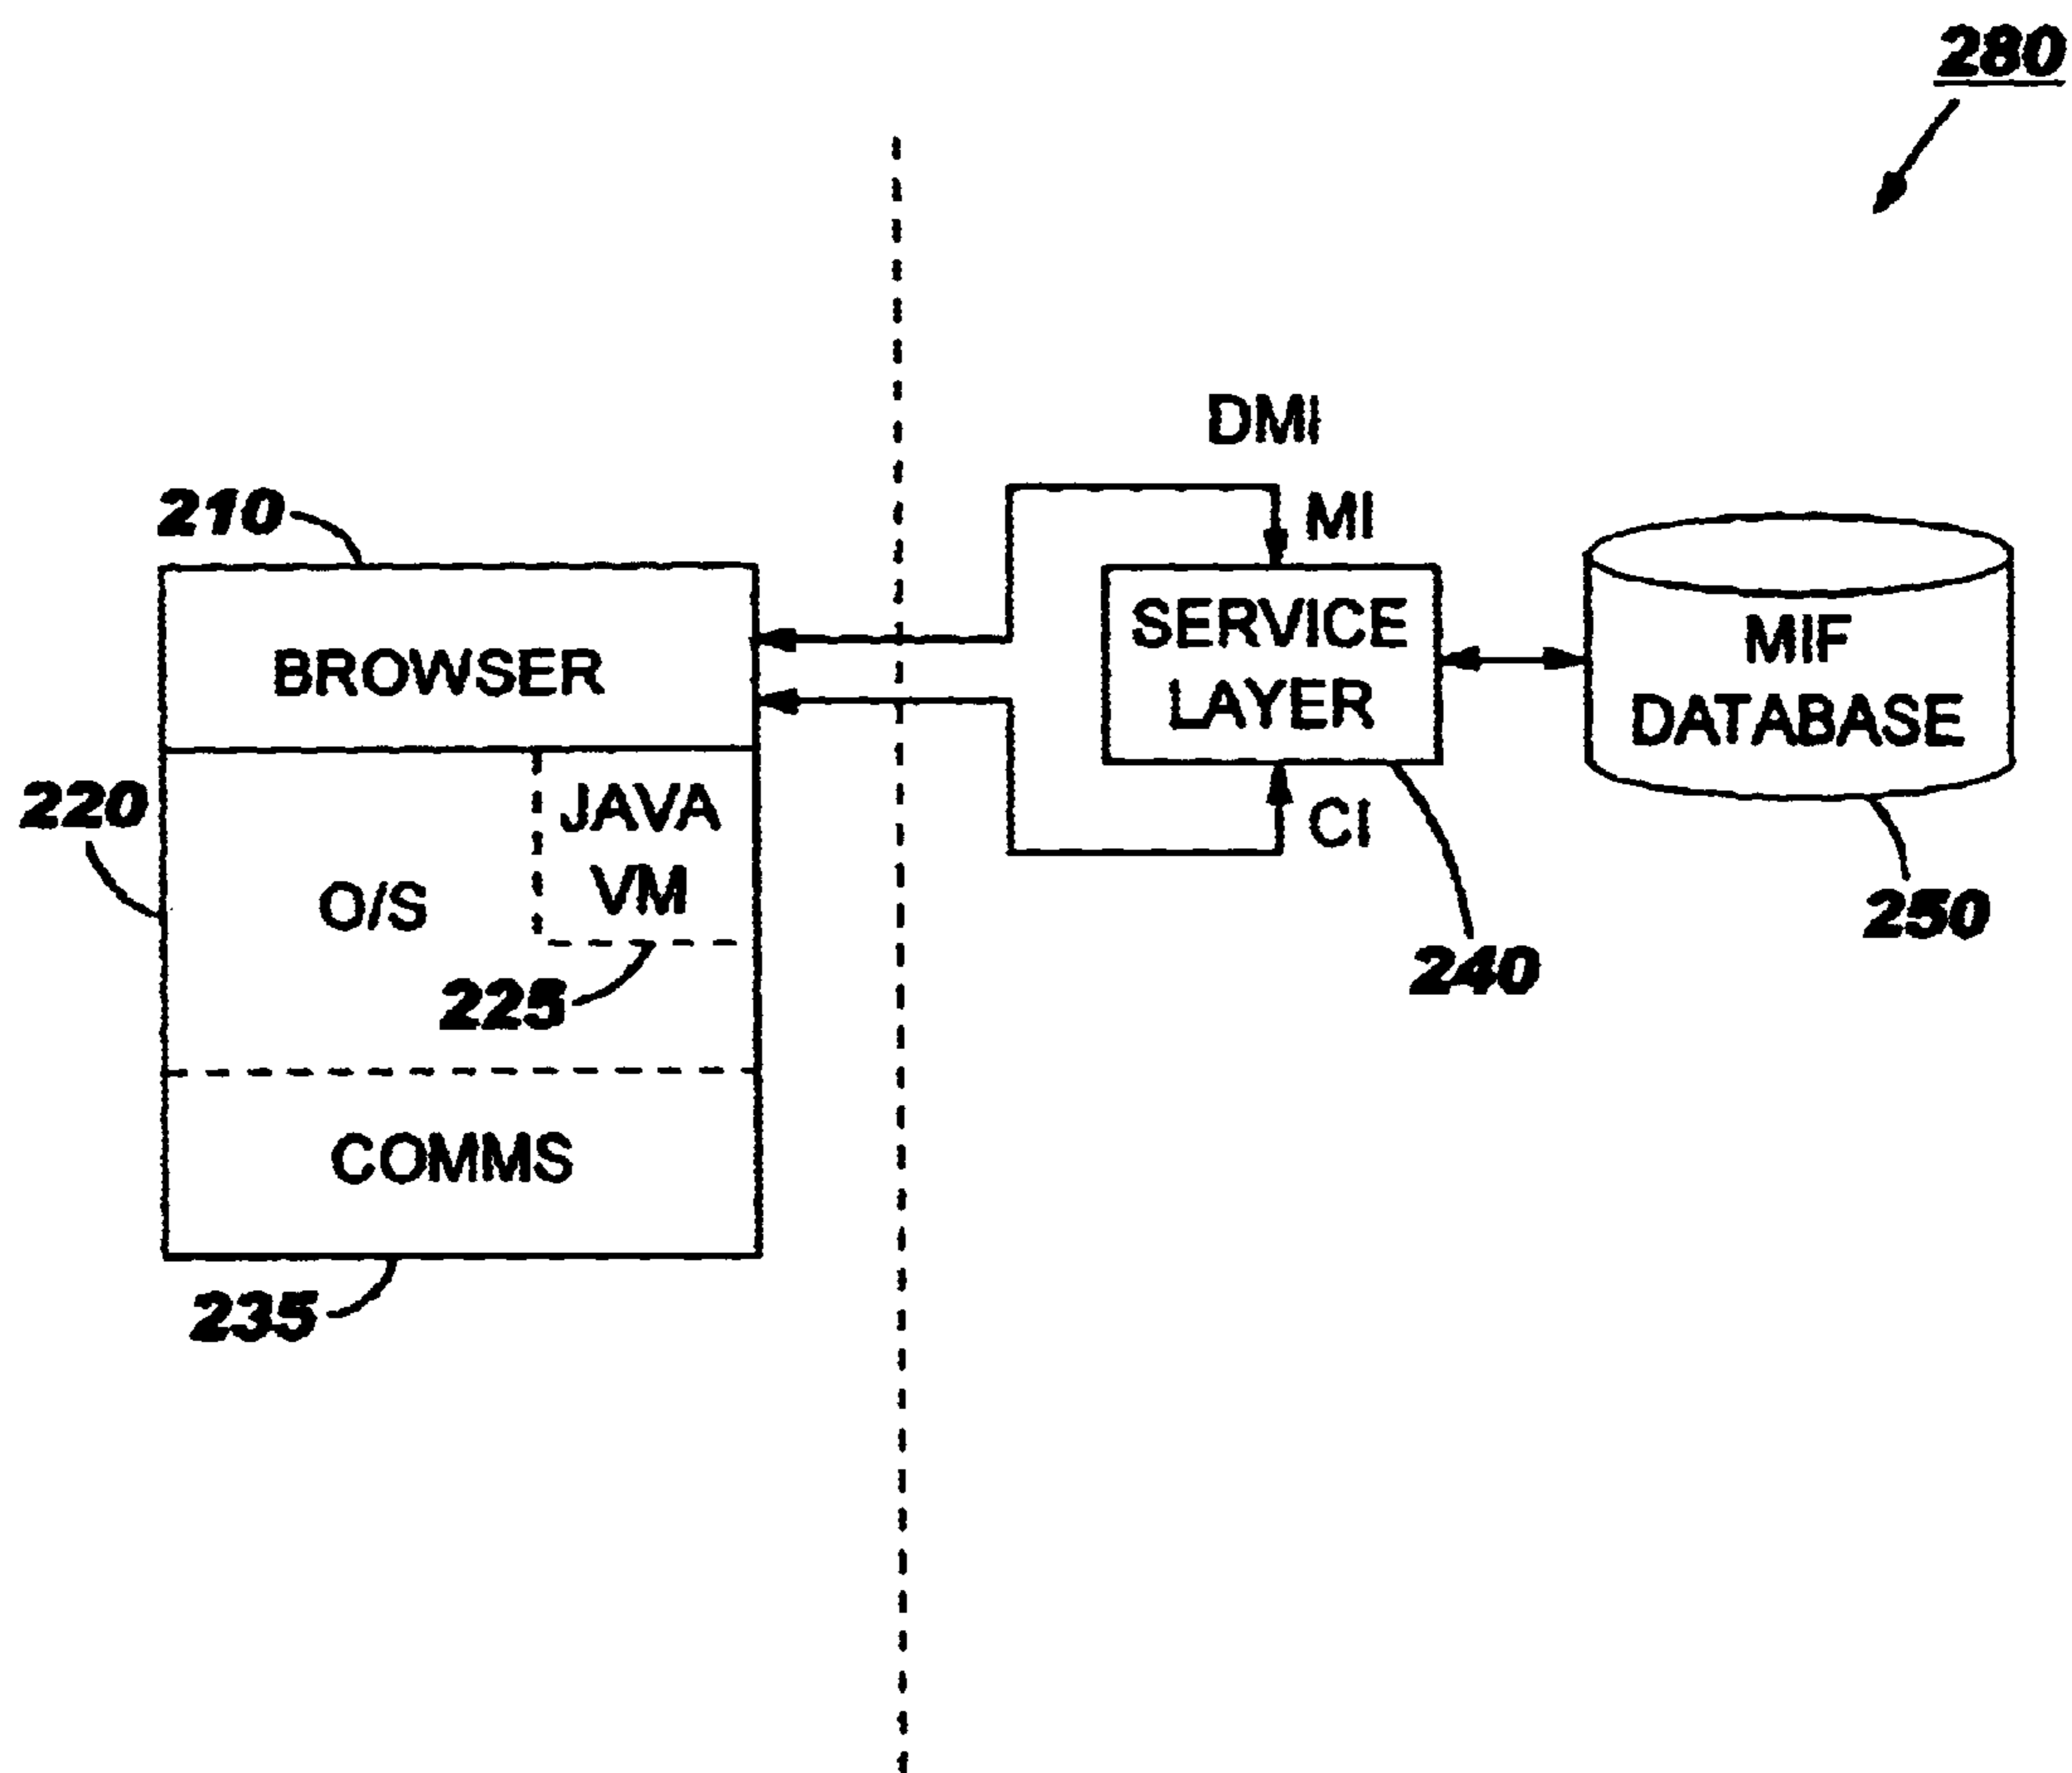 280
DMI
210
MI
SERVICE
LAYER
MIF
DATABASE
BROWSER
220
JAVA
VM
O/S
CI
250
240
225
COMMS
235